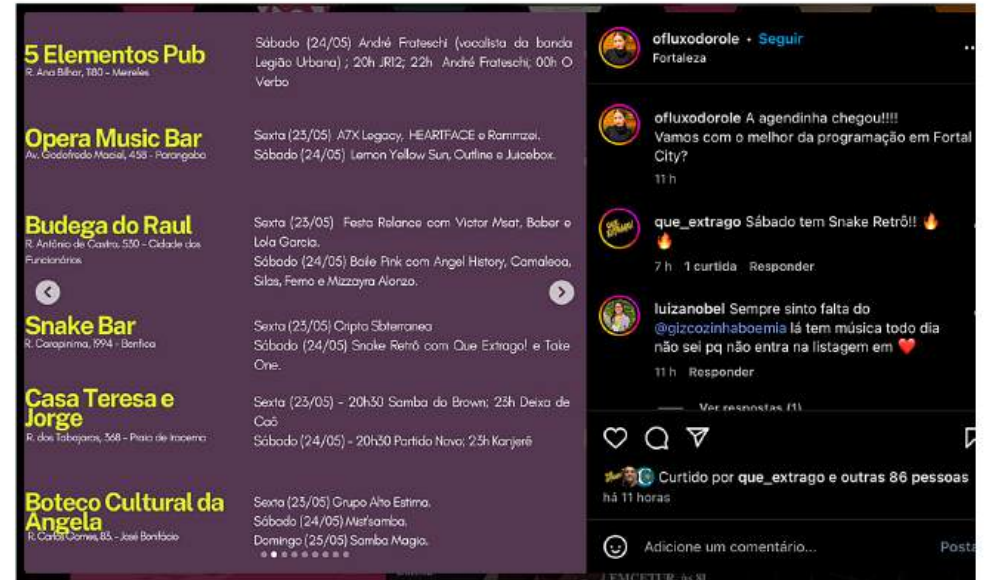 5 Elementos Pub
R. Ana Bilhar, 1180 - Meireles
Sábado (24/05) André Frateschi (vocalista da banda
Legião Urbana) ; 20h JR12; 22h André Frateschi; 00h O
Verbo
Opera Music Bar
Av. Godofredo Maciel, 458 - Parangaba
Sexta (23/05) A7X Legacy, HEARTFACE e Rammzei.
Sábado (24/05) Lemon Yellow Sun, Outline e Juicebox.
Budega do Raul
R. Antônio de Castro, 530 - Cidade dos
Funcionários
Sexta (23/05) Festa Relance com Victor Msat, Baber e
Lola Garcia.
Sábado (24/05) Baile Pink com Angel History, Camaleoa,
Silas, Femo e Mizzayra Alonzo.
Snake Bar
R. Carapinima, 1994 - Benfica
Sexta (23/05) Cripta Sbterranea
Sábado (24/05) Snake Retrô com Que Extrago! e Take
One.
Casa Teresa e
Jorge
R. dos Tabajaras, 368 - Praia de Iracema
Sexta (23/05) - 20h30 Samba do Brown; 23h Deixa de
Caô
Sábado (24/05) - 20h30 Partido Novo; 23h Kanjerê
Boteco Cultural da
Angela
R. Carlos Gomes, 83, - José Bonifácio
Sexta (23/05) Grupo Alto Estima.
Sábado (24/05) Mist'samba.
Domingo (25/05) Samba Magia.
ofluxodorole • Seguir
Fortaleza
ofluxodorole A agendinha chegou!!!!
Vamos com o melhor da programação em Fortal
City?
11 h
que_extrago Sábado tem Snake Retrô!! 🔥
🔥
7 h 1 curtida Responder
luizanobel Sempre sinto falta do
@gizcozinhaboemia lá tem música todo dia
não sei pq não entra na listagem em ❤️
11 h Responder
Ver respostas (1)
Curtido por que_extrago e outras 86 pessoas
há 11 horas
Adicione um comentário...
Posta